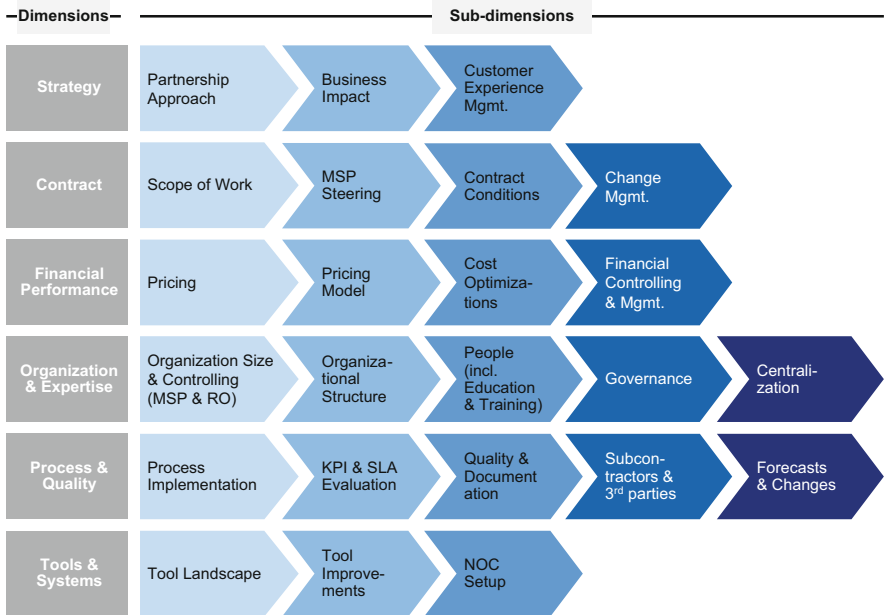 Dimensions
Sub-dimensions
Strategy
Partnership
Approach
Business
Impact
Customer
Experience
Mgmt.
Contract
Scope of Work
MSP
Steering
Contract
Conditions
Change
Mgmt.
Financial
Performance
Pricing
Pricing
Model
Cost
Optimiza-
tions
Financial
Controlling
& Mgmt.
Organization
& Expertise
Organization Size
& Controlling
(MSP & RO)
Organiza-
tional
Structure
People
(incl.
Education
& Training)
Governance
Centrali-
zation
Process &
Quality
Process
Implementation
KPI & SLA
Evaluation
Quality &
Document
ation
Subcon-
tractors &
3rd parties
Forecasts
& Changes
Tools &
Systems
Tool Landscape
Tool
Improve-
ments
NOC
Setup